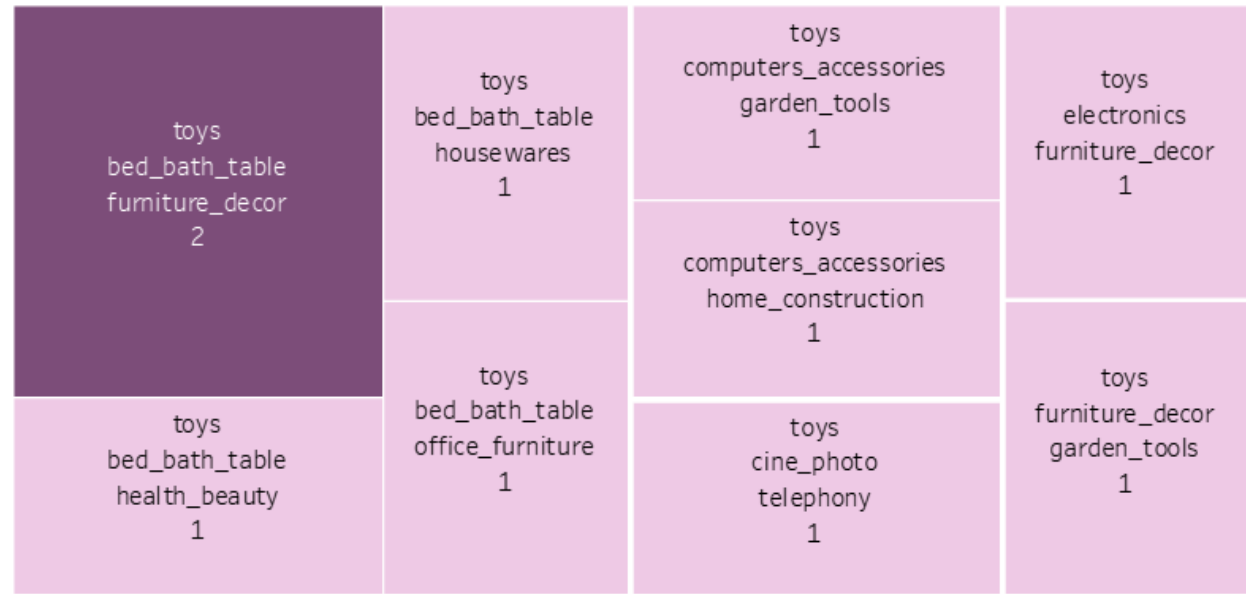 toys
bed_bath_table
furniture_decor
2
toys
bed_bath_table
health_beauty
1
toys
bed_bath_table
housewares
1
toys
bed_bath_table
office_furniture
1
toys
computers_accessories
garden_tools
1
toys
computers_accessories
home_construction
1
toys
cine_photo
telephony
1
toys
electronics
furniture_decor
1
toys
furniture_decor
garden_tools
1